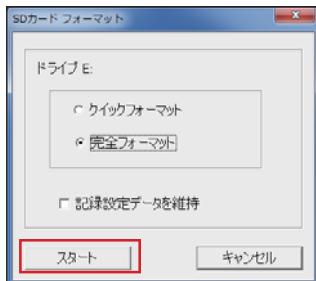 SDカード フォーマット
ドライブ E:
クイックフォーマット
完全フォーマット
記録設定データを維持
スタート
キャンセル